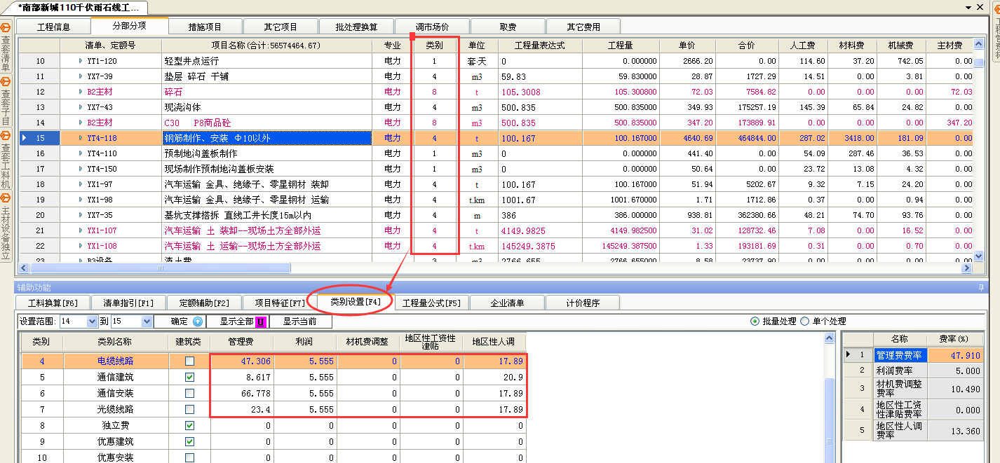 *南部新城110千伏雨石线工...
工程信息 分部分项 措施项目 其它项目 批处理换算 调市场价 取费 其它费用
查套清单
查套子目
查套工料机
主材设备独立
清单、定额号 项目名称(合计:56574464.67) 专业 类别 单位 工程量表达式 工程量 单价 合价 人工费 材料费 机械费 主材费
10 YT1-120 轻型井点运行 电力 1 套·天 0 0.000000 2666.20 0.00 114.60 37.20 742.05 0.00
11 YX7-39 垫层 碎石 干铺 电力 4 m3 59.83 59.830000 28.87 1727.29 14.51 3.81 0.00
12 B2主材 碎石 电力 8 t 105.3008 105.300800 72.03 7584.82 0.00 0.00 0.00 72.03
13 YX7-43 现浇沟体 电力 4 m3 500.835 500.835000 349.93 175257.19 145.39 65.84 24.82 0.00
14 B2主材 C30 P8商品砼 电力 8 m3 500.835 500.835000 347.20 173889.91 0.00 0.00 0.00 347.20
15 YT4-118 钢筋制作、安装 Φ10以外 电力 4 t 100.167 100.167000 4640.69 464844.00 287.02 3418.00 181.09 0.00
16 YT4-110 预制地沟盖板制作 电力 1 m3 0 0.000000 441.40 0.00 54.09 287.46 36.53 0.00
17 YT4-150 现场制作预制地沟盖板安装 电力 1 m3 0 0.000000 50.64 0.00 23.72 13.08 4.32 0.00
18 YX1-97 汽车运输 金具、绝缘子、零星钢材 装卸 电力 4 t 100.167 100.167000 51.94 5202.67 9.32 7.15 24.20 0.00
19 YX1-98 汽车运输 金具、绝缘子、零星钢材 运输 电力 4 t.km 1001.67 1001.670000 1.71 1712.86 0.37 0.00 0.94 0.00
20 YX7-35 基坑支撑搭拆 直线工井长度15m以内 电力 4 m 386 386.000000 938.81 362380.66 48.21 74.70 93.76 0.00
21 YX1-107 汽车运输 土 装卸--现场土方全部外运 电力 4 t 4149.9825 4149.982500 31.02 128732.46 7.08 0.00 16.52 0.00
22 YX1-108 汽车运输 土 运输--现场土方全部外运 电力 4 t.km 145249.3875 145249.387500 1.33 193181.69 0.31 0.00 0.70 0.00
23 B3设备 渣土费 电力 3 m3 2766.655 2766.655000 8.58 23737.90 0.00 0.00 0.00 0.00
辅助功能
工料换算[F6] 清单指引[F1] 定额辅助[F2] 项目特征[F7] 类别设置[F4] 工程量公式[F5] 企业清单 计价程序
设置范围: 14 到 15 确定 显示全部 U 显示当前 批量处理 单个处理
类别 类别名称 建筑类 管理费 利润 材机费调整 地区性工资性津贴 地区性人调
4 电缆线路 47.306 5.555 0 0 17.89
5 通信建筑 8.617 5.555 0 0 20.9
6 通信安装 66.778 5.555 0 0 17.89
7 光缆线路 23.4 5.555 0 0 17.89
8 独立费 0 0 0 0 0
9 优惠建筑 0 0 0 0 0
10 优惠安装 0 0 0 0 0
名称 费率(%)
1 管理费费率 47.910
2 利润费率 5.000
3 材机费调整费率 10.490
4 地区性工资性津贴费率 0.000
5 地区性人调费率 13.360